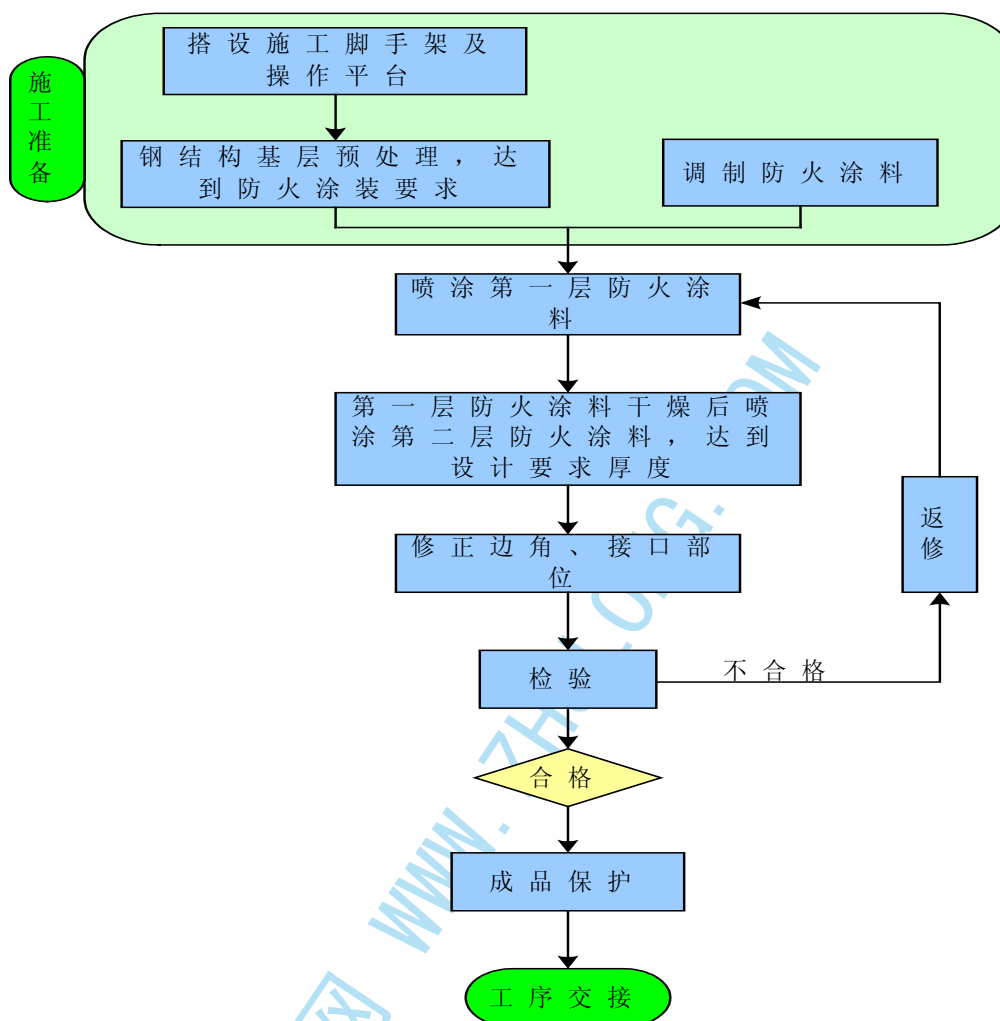 搭设施工脚手架及
操作平台
施
工
准
备
钢结构基层预处理，达
到防火涂装要求
调制防火涂料
喷涂第一层防火涂
料
第一层防火涂料干燥后喷
涂第二层防火涂料，达到
设计要求厚度
返
修
修正边角、接口部
位
检验
不合格
合格
成品保护
工序交接